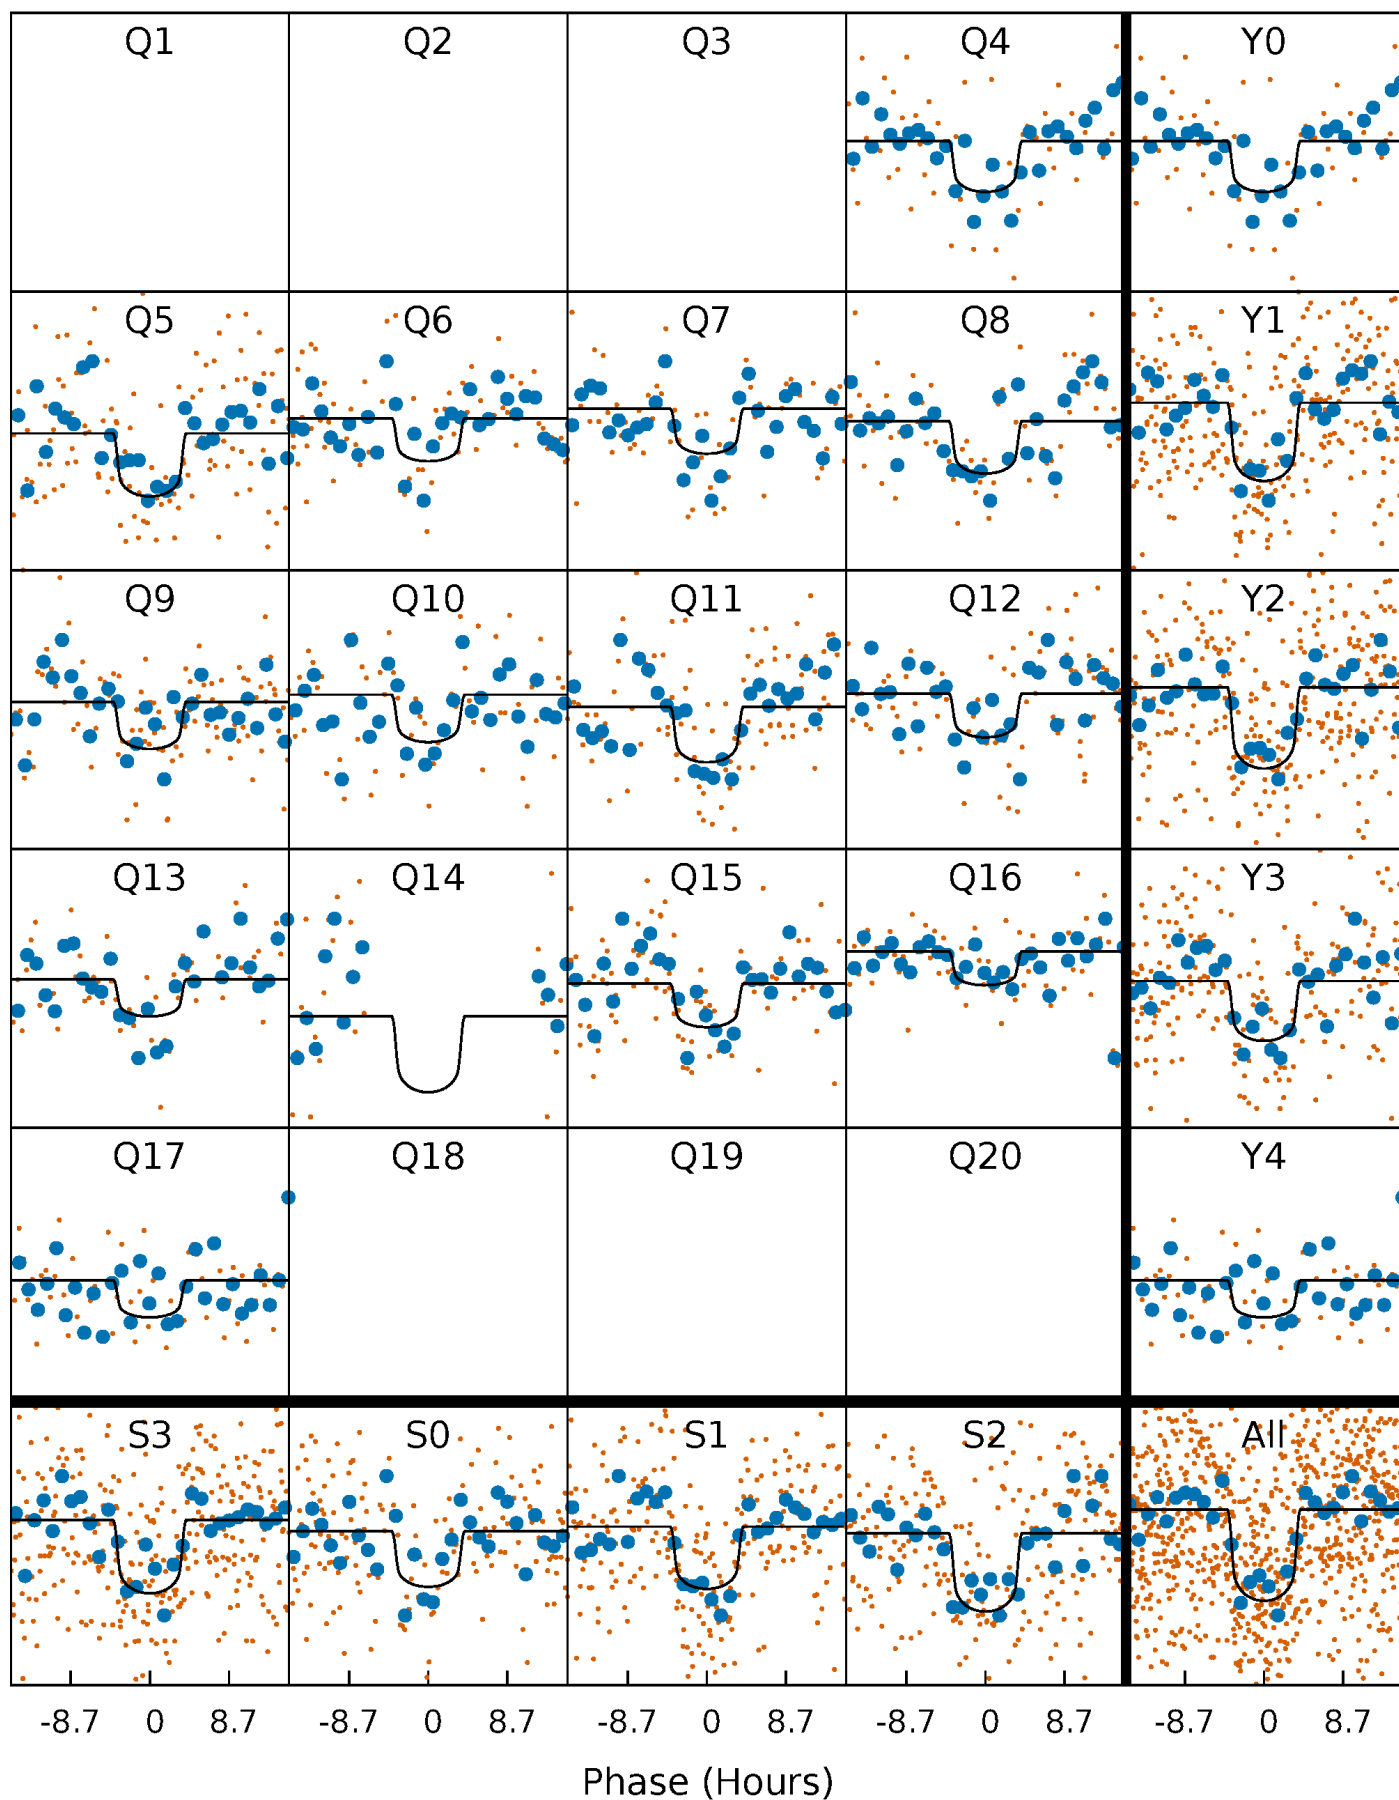 Q1 Q2 Q3 Q4 Y0
Q5 Q6 Q7 Q8 Y1
Q9 Q10 Q11 Q12 Y2
Q13 Q14 Q15 Q16 Y3
Q17 Q18 Q19 Q20 Y4
S3 S0 S1 S2 All
-8.7 0 8.7 -8.7 0 8.7 -8.7 0 8.7 -8.7 0 8.7 -8.7 0 8.7
Phase (Hours)